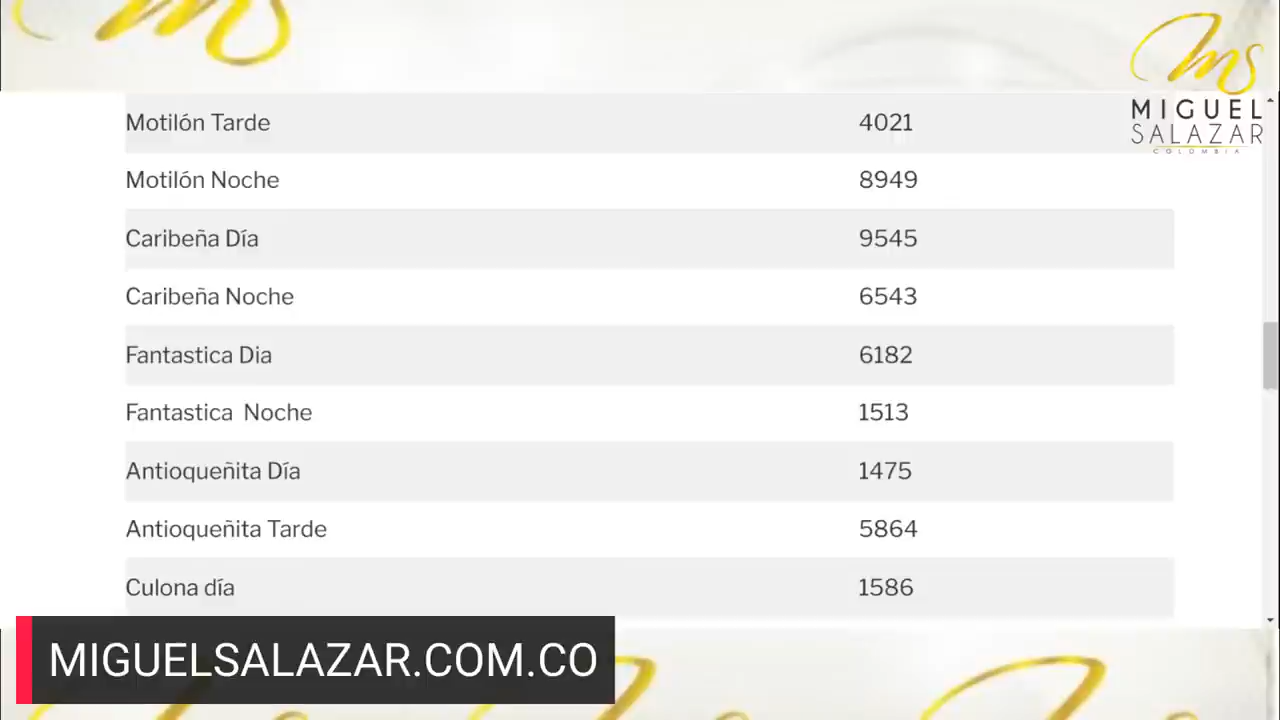 MS
MIGUEL
SALAZAR
COLOMBIA
Motilón Tarde 4021
Motilón Noche 8949
Caribeña Día 9545
Caribeña Noche 6543
Fantastica Dia 6182
Fantastica  Noche 1513
Antioqueñita Día 1475
Antioqueñita Tarde 5864
Culona día 1586
MIGUELSALAZAR.COM.CO